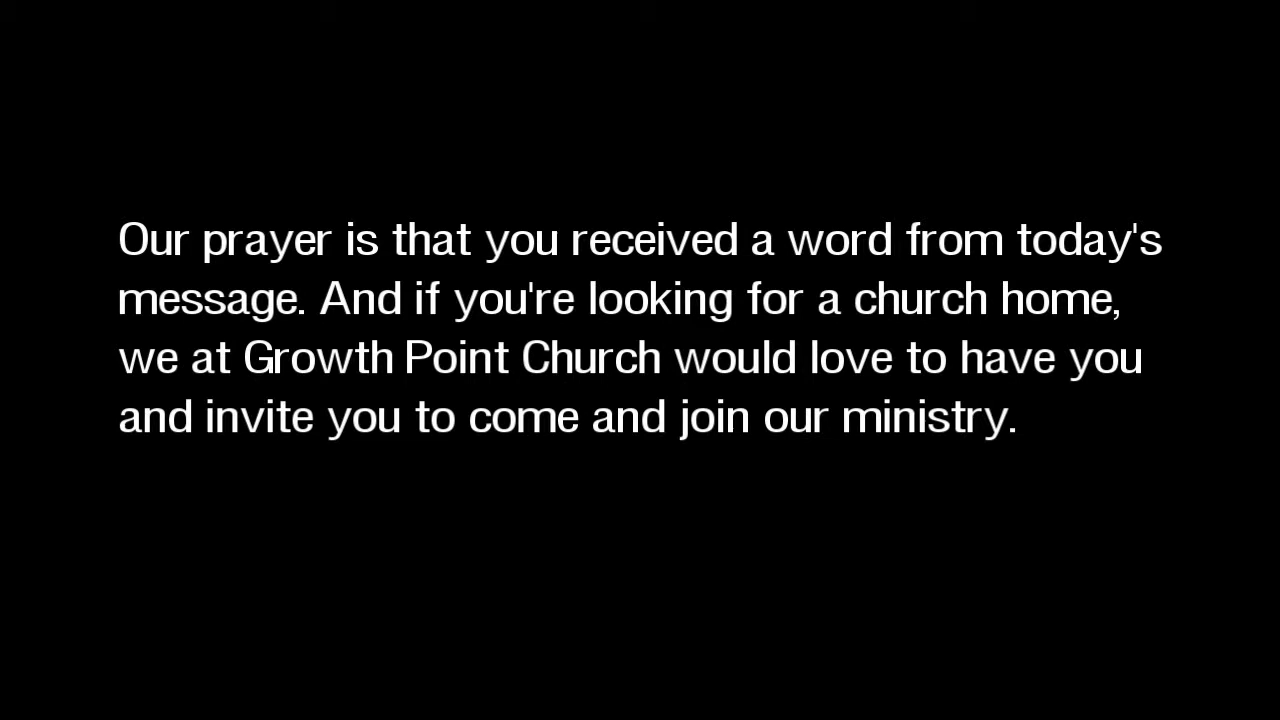 Our prayer is that you received a word from today's
message. And if you're looking for a church home,
we at Growth Point Church would love to have you
and invite you to come and join our ministry.